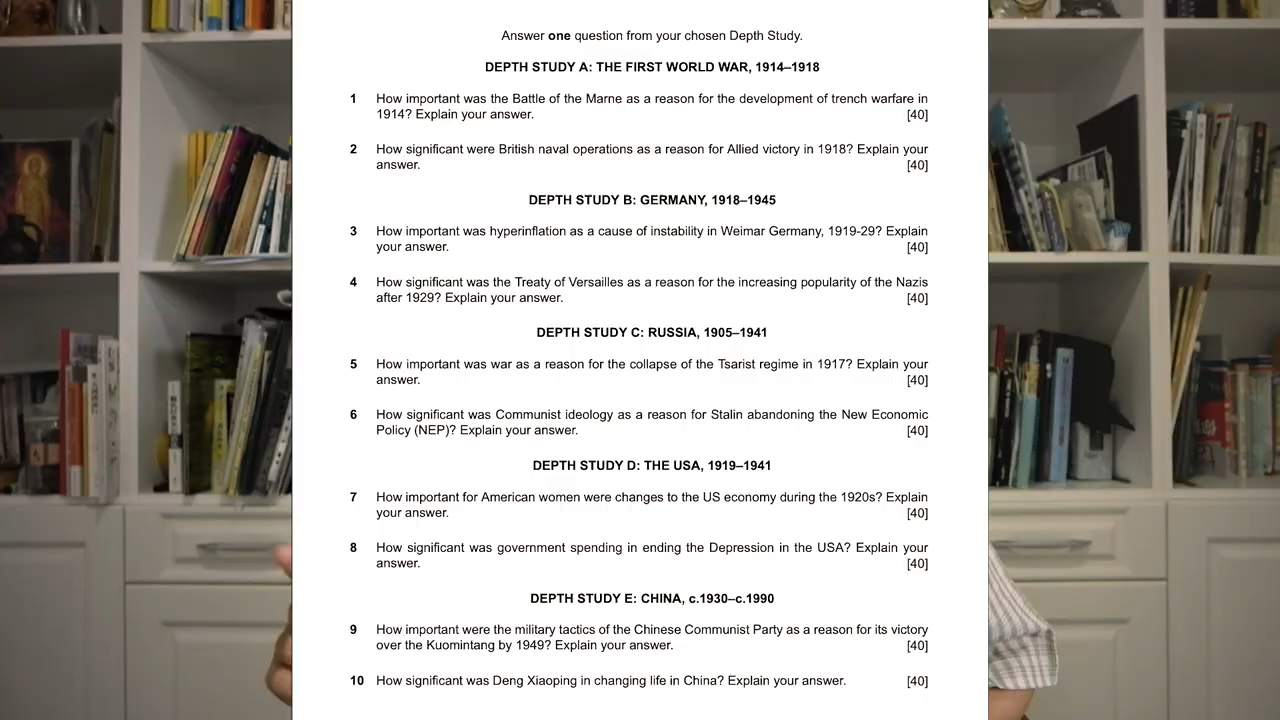 Answer one question from your chosen Depth Study.
DEPTH STUDY A: THE FIRST WORLD WAR, 1914–1918
1 How important was the Battle of the Marne as a reason for the development of trench warfare in
1914? Explain your answer. [40]
2 How significant were British naval operations as a reason for Allied victory in 1918? Explain your
answer. [40]
DEPTH STUDY B: GERMANY, 1918–1945
3 How important was hyperinflation as a cause of instability in Weimar Germany, 1919-29? Explain
your answer. [40]
4 How significant was the Treaty of Versailles as a reason for the increasing popularity of the Nazis
after 1929? Explain your answer. [40]
DEPTH STUDY C: RUSSIA, 1905–1941
5 How important was war as a reason for the collapse of the Tsarist regime in 1917? Explain your
answer. [40]
6 How significant was Communist ideology as a reason for Stalin abandoning the New Economic
Policy (NEP)? Explain your answer. [40]
DEPTH STUDY D: THE USA, 1919–1941
7 How important for American women were changes to the US economy during the 1920s? Explain
your answer. [40]
8 How significant was government spending in ending the Depression in the USA? Explain your
answer. [40]
DEPTH STUDY E: CHINA, c.1930–c.1990
9 How important were the military tactics of the Chinese Communist Party as a reason for its victory
over the Kuomintang by 1949? Explain your answer. [40]
10 How significant was Deng Xiaoping in changing life in China? Explain your answer. [40]